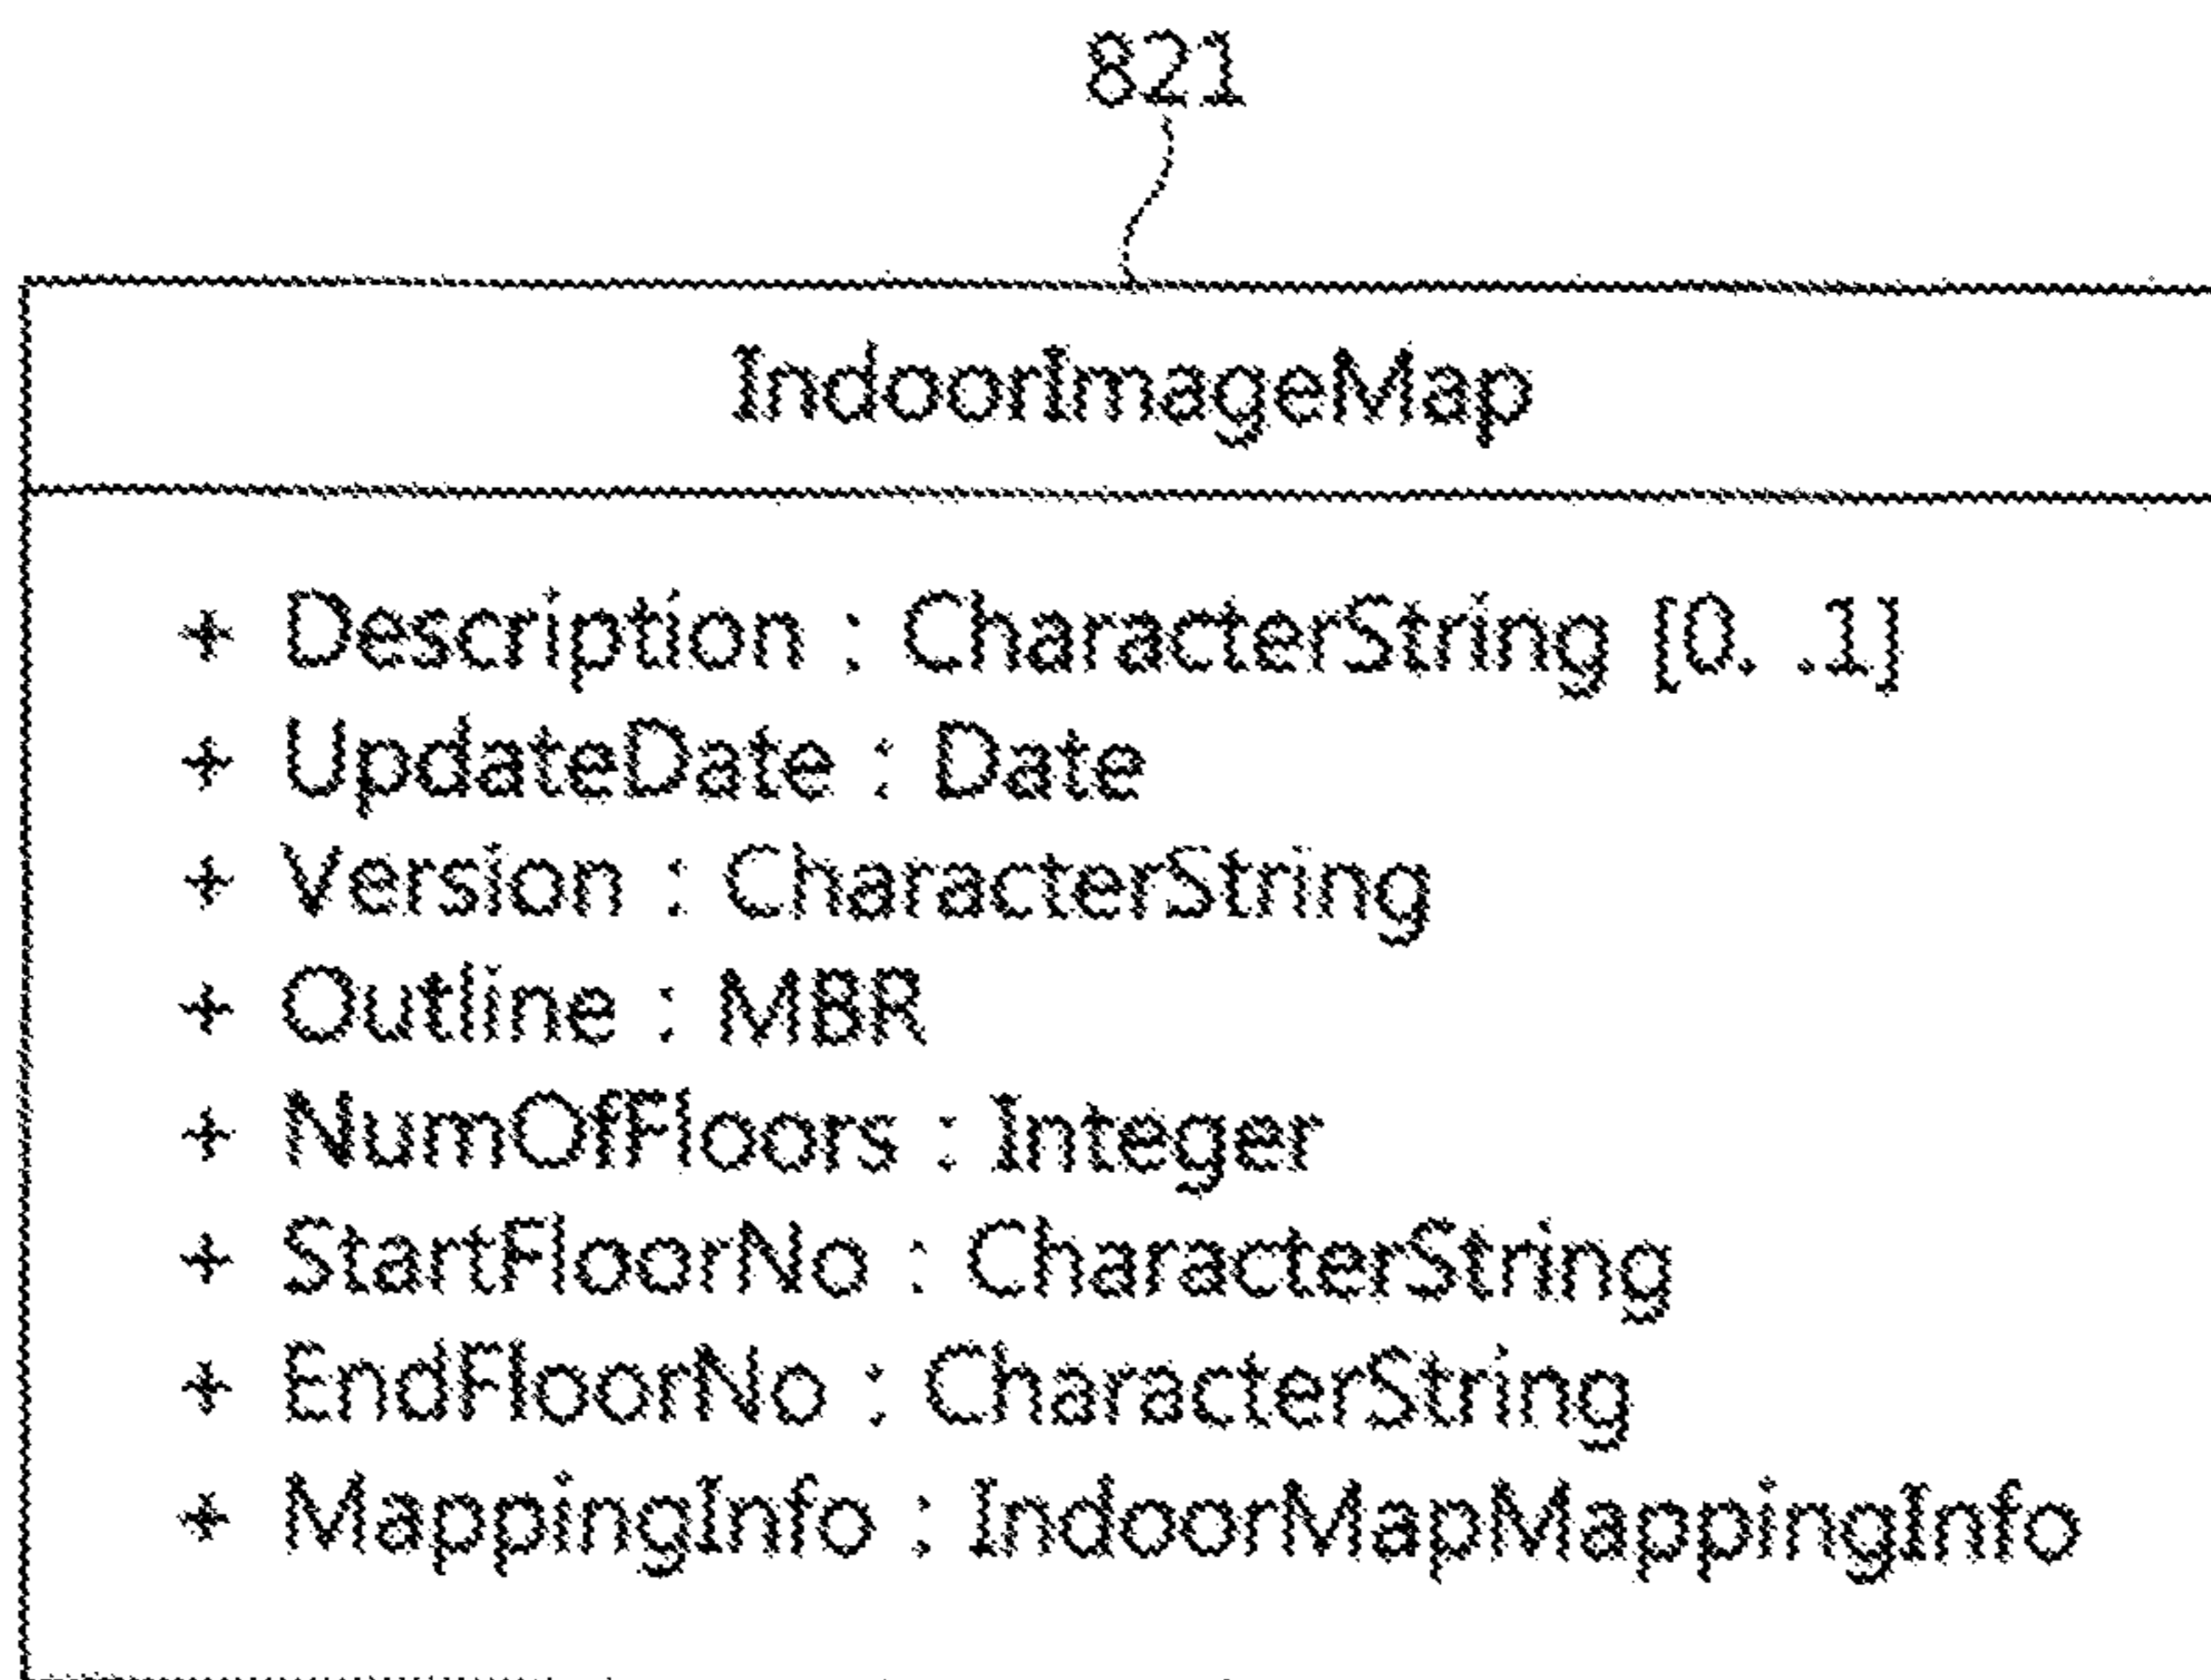 821
IndoorImageMap
+ Description : CharacterString [0. .1]
+ UpdateDate : Date
+ Version : CharacterString
+ Outline : MBR
+ NumOfFloors : Integer
+ StartFloorNo : CharacterString
+ EndFloorNo : CharacterString
+ MappingInfo : IndoorMapMappingInfo